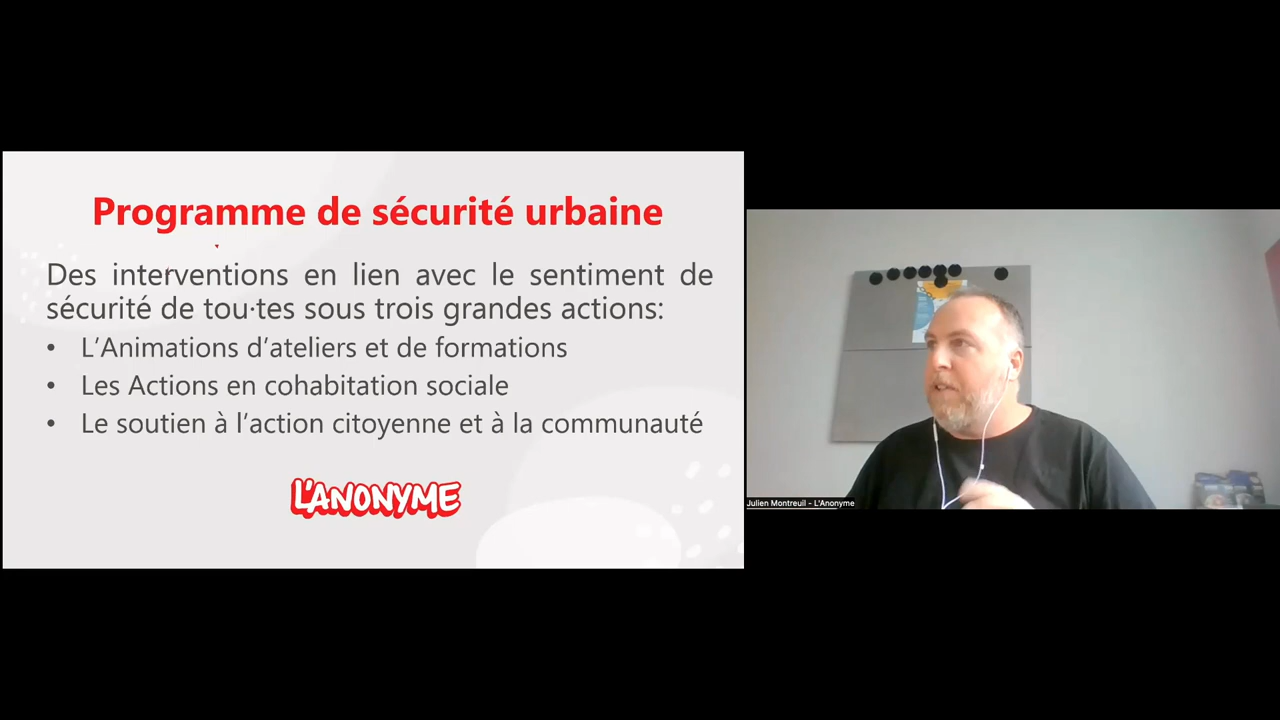 Programme de sécurité urbaine
Des interventions en lien avec le sentiment de
sécurité de tou·tes sous trois grandes actions:
• L'Animations d'ateliers et de formations
• Les Actions en cohabitation sociale
• Le soutien à l'action citoyenne et à la communauté
L'ANONYME
Julien Montreuil - L'Anonyme